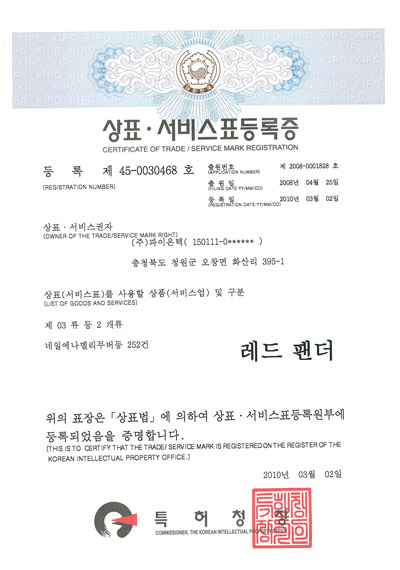 상표·서비스표등록증
CERTIFICATE OF TRADE / SERVICE MARK REGISTRATION
등 록 제 45-0030468 호
(REGISTRATION NUMBER)
출원번호 제 2008-0001828 호
(APPLICATION NUMBER)
출 원 일 2008년 04월 25일
(FILING DATE:YY/MM/DD)
등 록 일 2010년 03월 02일
(REGISTRATION DATE:YY/MM/DD)
상표·서비스권자
(OWNER OF THE TRADE/SERVICE MARK RIGHT)
(주)파이온텍( 150111-0****** )
충청북도 청원군 오창면 화산리 395-1
상표(서비스표)를 사용할 상품(서비스업) 및 구분
(LIST OF GOODS AND SERVICES)
제 03 류 등 2 개류
네일에나멜리무버등 252건
레드 팬더
위의 표장은「상표법」에 의하여 상표·서비스표등록원부에
등록되었음을 증명합니다.
(THIS IS TO CERTIFY THAT THE TRADE/ SERVICE MARK IS REGISTERED ON THE REGISTER OF THE
KOREAN INTELLECTUAL PROPERTY OFFICE.)
2010년 03월 02일
특 허 청 장
COMMISSIONER, THE KOREAN INTELLECTUAL PROPERTY OFFICE